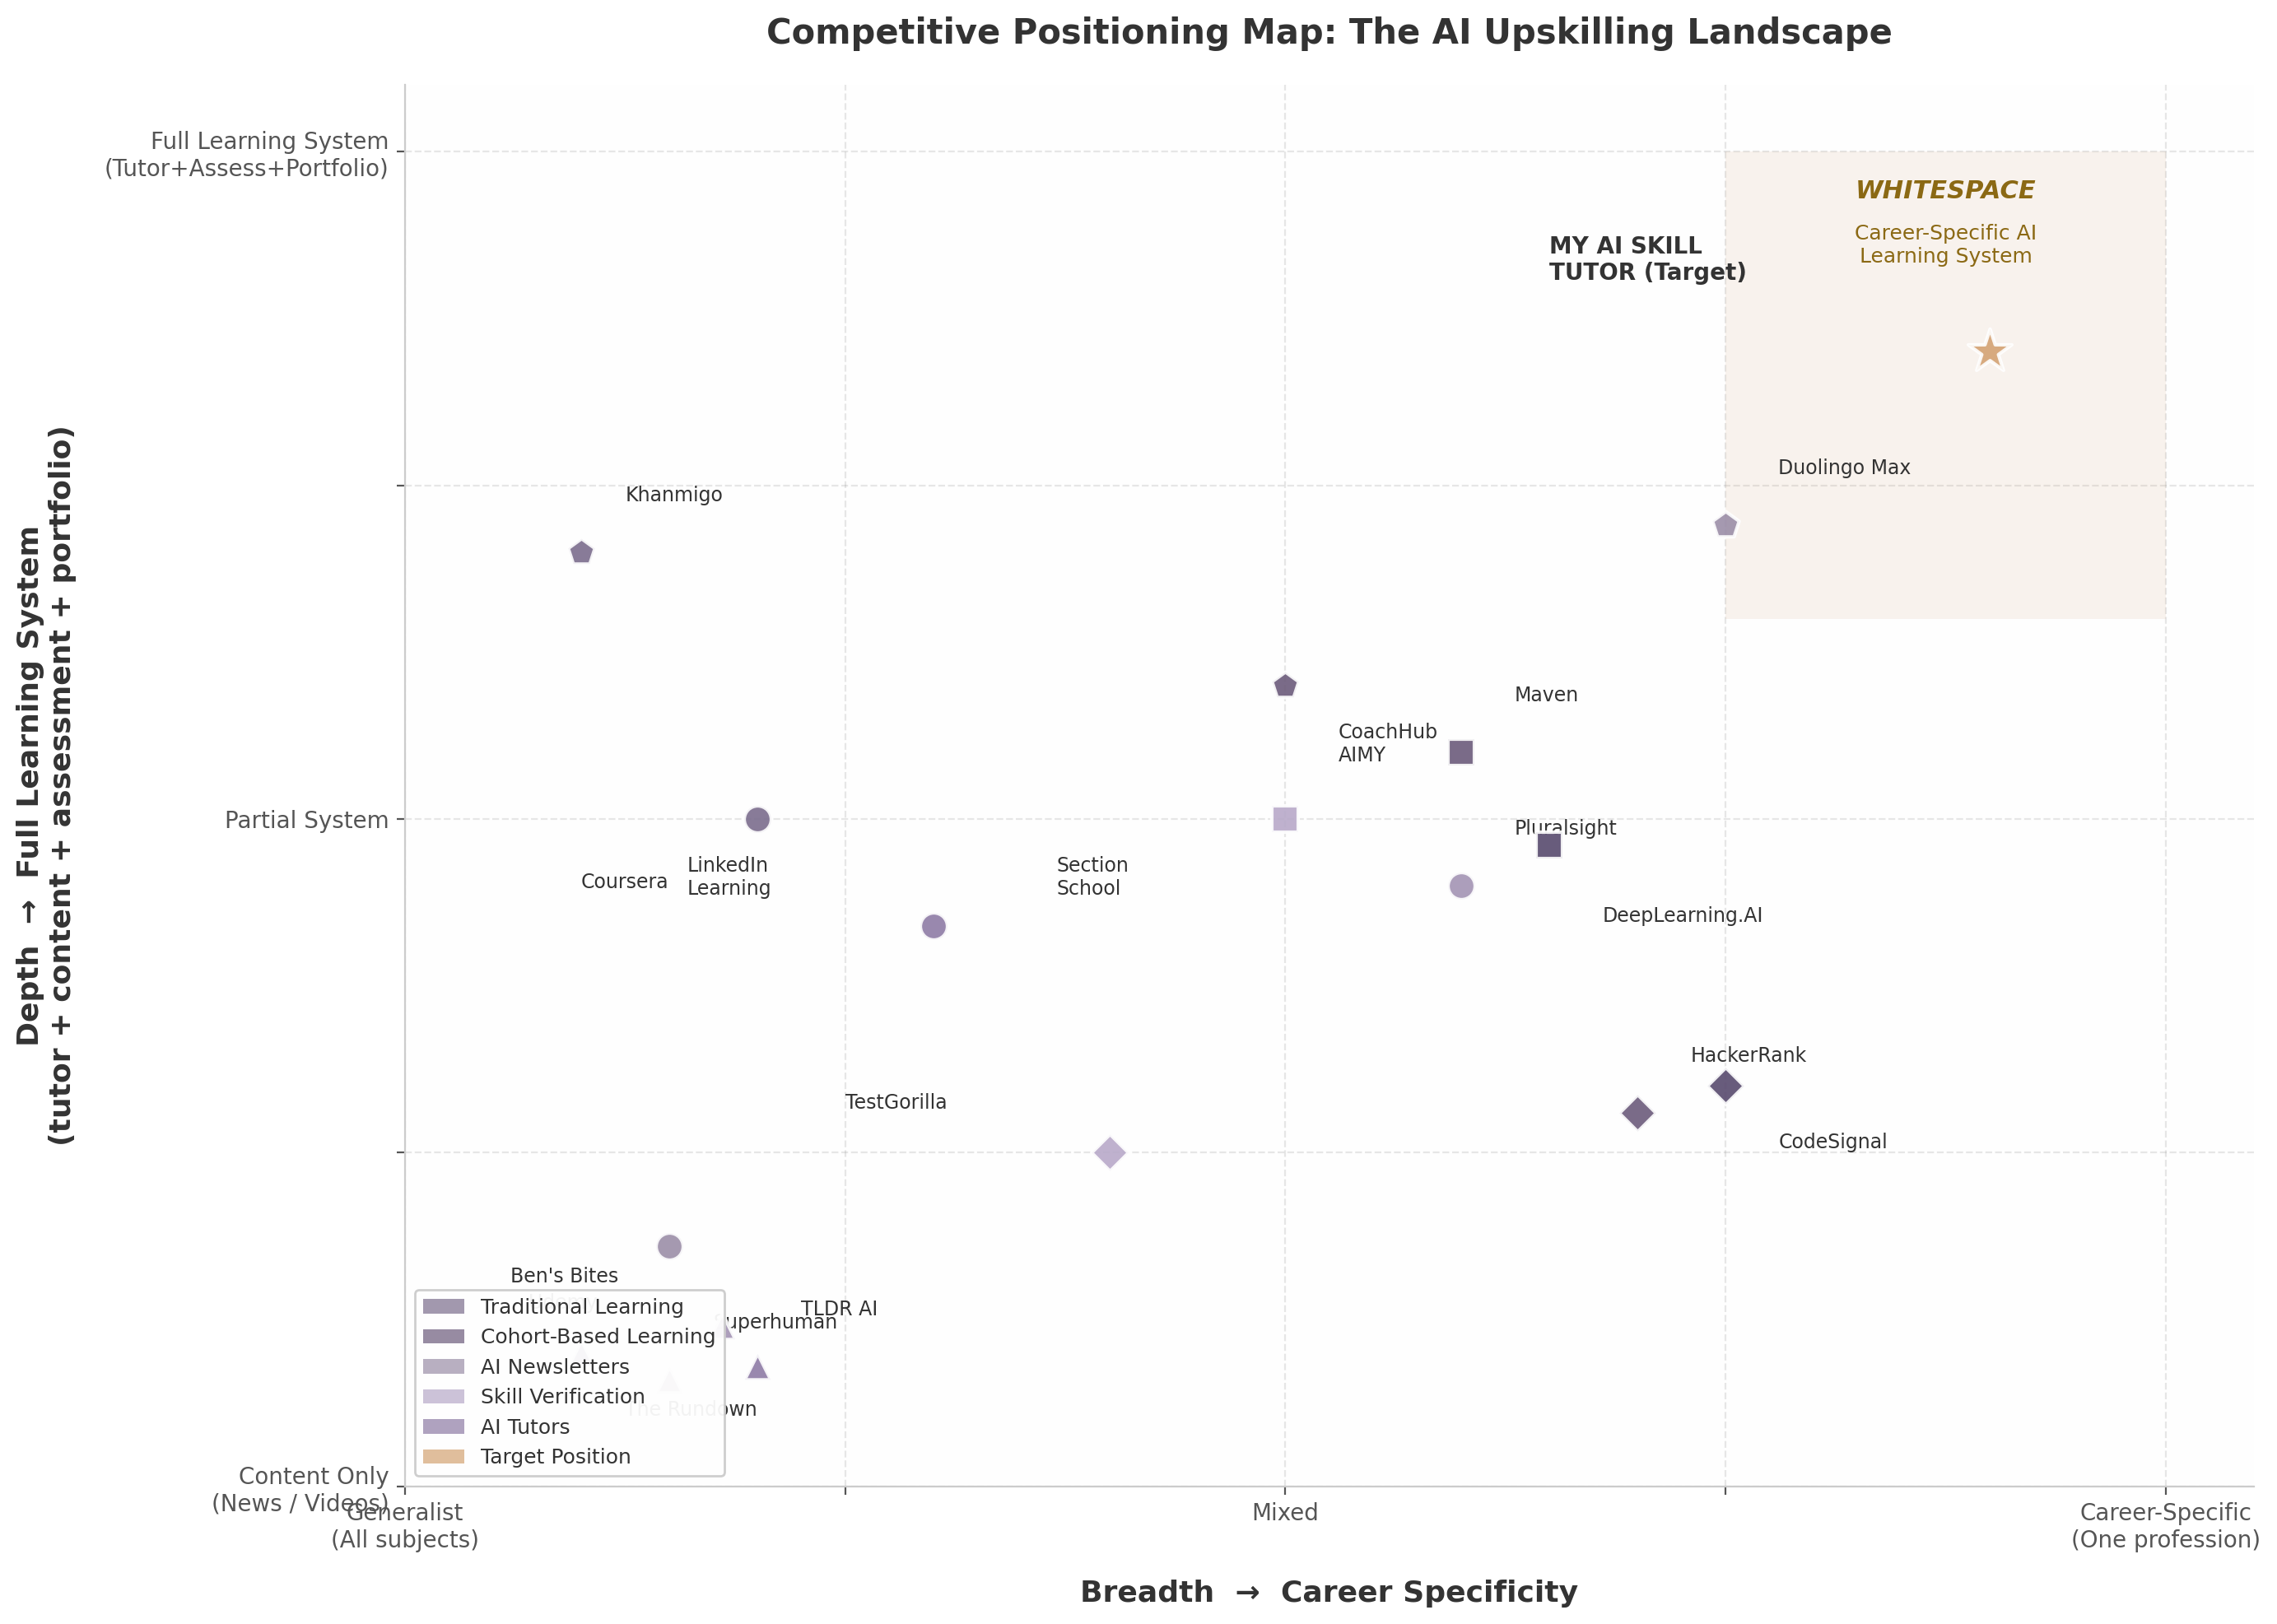 Competitive Positioning Map: The AI Upskilling Landscape
Full Learning System
(Tutor+Assess+Portfolio)
WHITESPACE
Career-Specific AI
Learning System
MY AI SKILL
TUTOR (Target)
Duolingo Max
Khanmigo
Depth → Full Learning System
(tutor + content + assessment + portfolio)
Maven
CoachHub
AIMY
Partial System
Pluralsight
LinkedIn
Learning
Coursera
Section
School
DeepLearning.AI
HackerRank
TestGorilla
CodeSignal
Ben's Bites
TLDR AI
Superhuman
The Rundown
Traditional Learning
Cohort-Based Learning
AI Newsletters
Skill Verification
AI Tutors
Target Position
Content Only
(News / Videos)
Generalist
(All subjects)
Mixed
Career-Specific
(One profession)
Breadth → Career Specificity